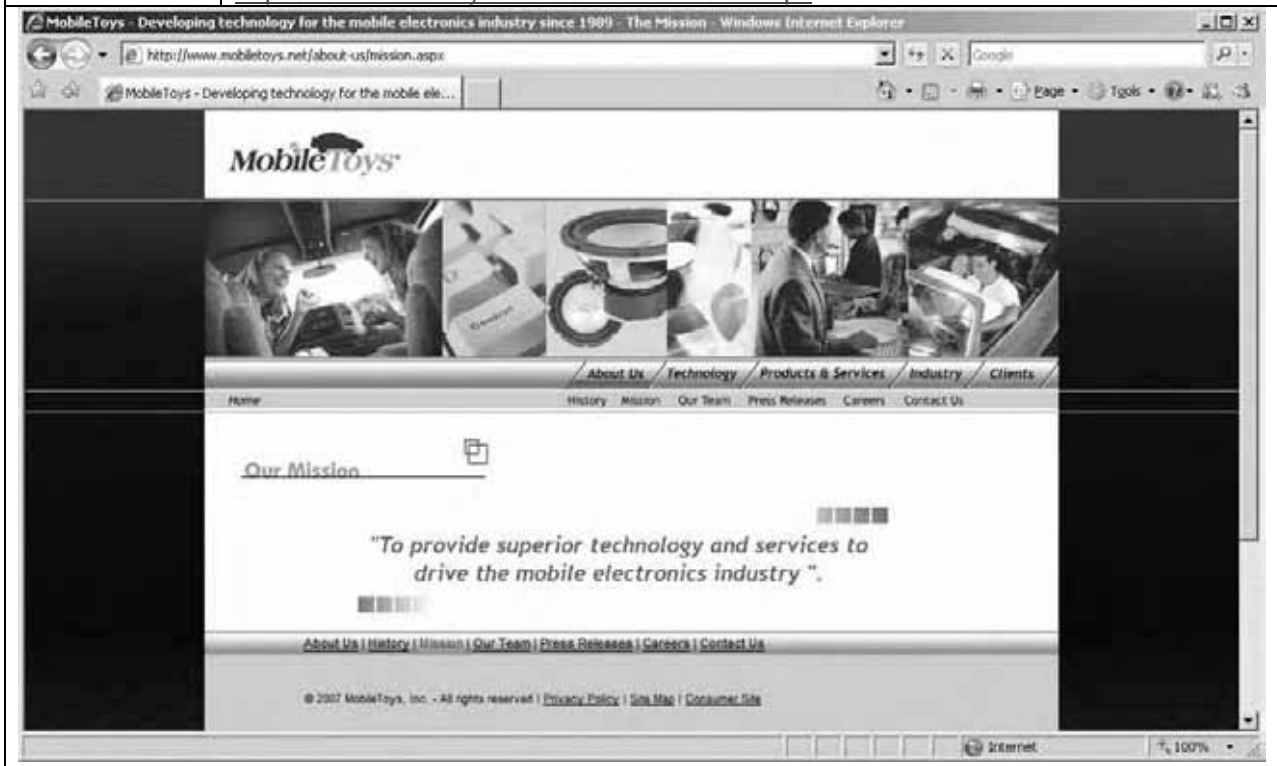 MobileToys - Developing technology for the mobile electronics industry since 1989 - The Mission - Windows Internet Explorer
http://www.mobiletoys.net/about-us/mission.aspx
Google
MobileToys - Developing technology for the mobile ele...
Page
Tools
MobileToys
About Us
Technology
Products & Services
Industry
Clients
Home
History
Mission
Our Team
Press Releases
Careers
Contact Us
Our Mission
"To provide superior technology and services to
drive the mobile electronics industry ".
About Us | History | Mission | Our Team | Press Releases | Careers | Contact Us
© 2007 MobileToys, Inc. - All rights reserved | Privacy Policy | Site Map | Consumer Site
Internet
100%